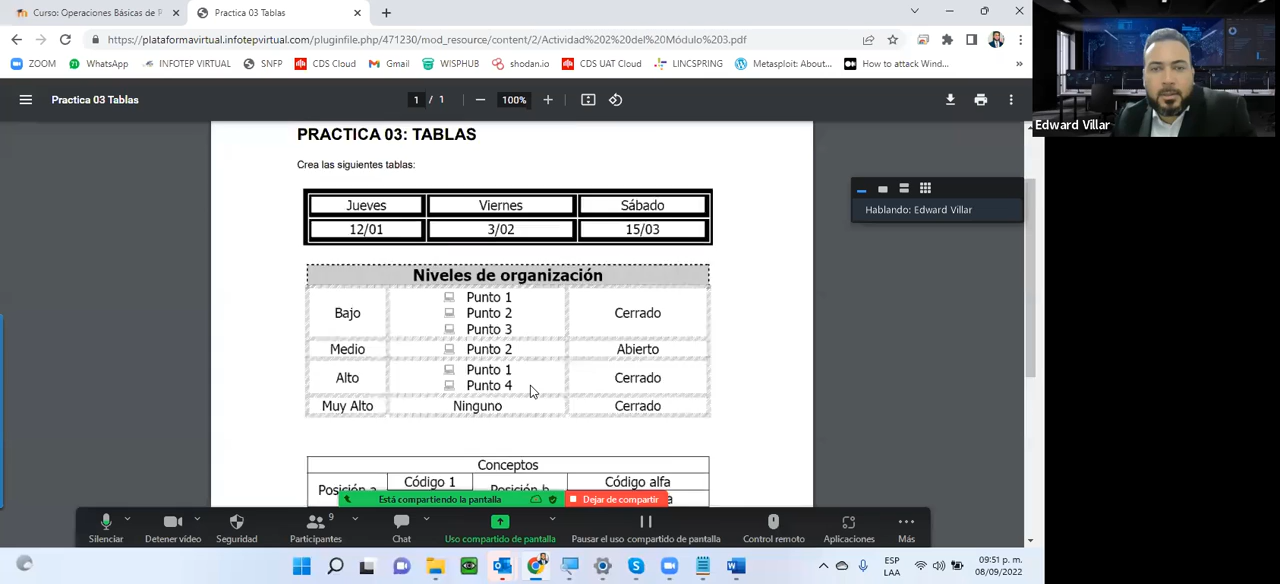 Curso: Operaciones Básicas de P
Practica 03 Tablas
https://plataformavirtual.infotepvirtual.com/pluginfile.php/471230/mod_resource/content/2/Actividad%202%20del%20Módulo%203.pdf
ZOOM
WhatsApp
INFOTEP VIRTUAL
SNFP
CDS Cloud
Gmail
WISPHUB
shodan.io
CDS UAT Cloud
LINCSPRING
Metasploit: About...
How to attack Wind...
Edward Villar
Practica 03 Tablas
1 / 1
100%
PRACTICA 03: TABLAS
Crea las siguientes tablas:
Hablando: Edward Villar
Jueves Viernes Sábado
12/01 3/02 15/03
Niveles de organización
Bajo
Punto 1
Punto 2
Punto 3
Cerrado
Medio Punto 2 Abierto
Alto
Punto 1
Punto 4
Cerrado
Muy Alto Ninguno Cerrado
Conceptos
Posición a
Código 1
Posición b
Código alfa
Está compartiendo la pantalla
Dejar de compartir
9
Silenciar
Detener vídeo
Seguridad
Participantes
Chat
Uso compartido de pantalla
Pausar el uso compartido de pantalla
Control remoto
Aplicaciones
Más
ESP
LAA
09:51 p. m.
08/09/2022